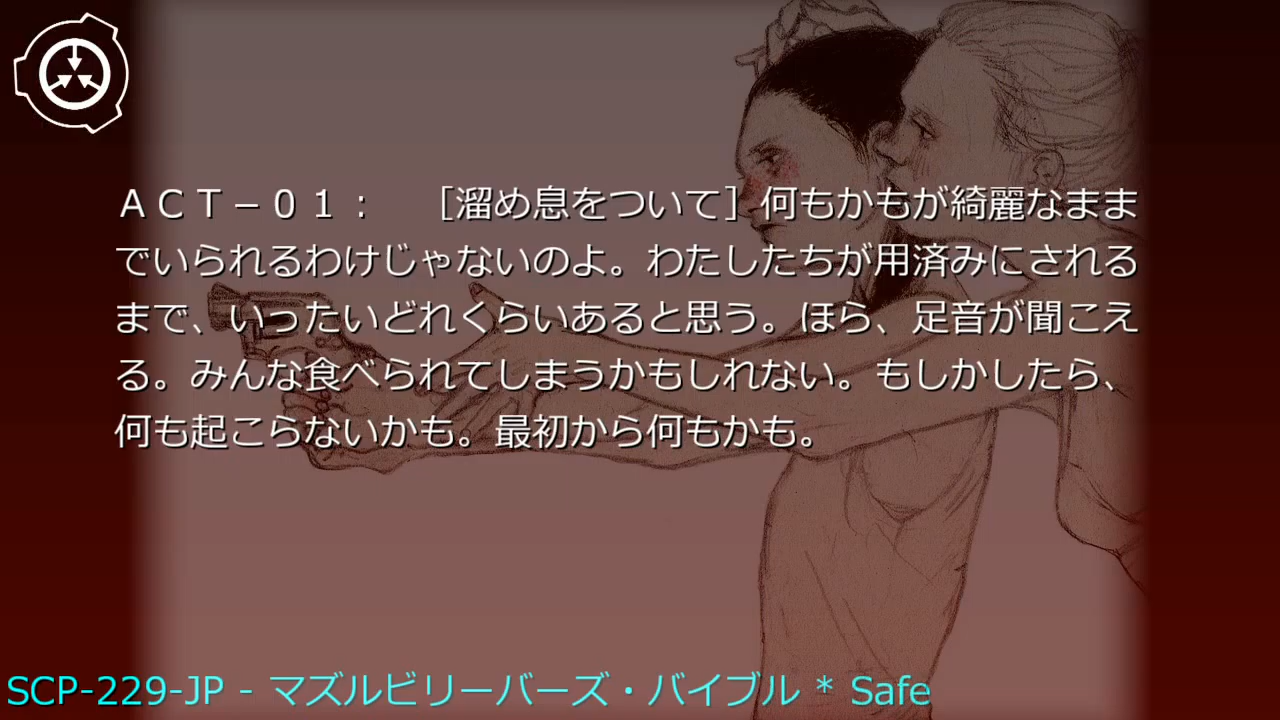 ACT－01：　［溜め息をついて］何もかもが綺麗なまま
でいられるわけじゃないのよ。わたしたちが用済みにされる
まで、いったいどれくらいあると思う。ほら、足音が聞こえ
る。みんな食べられてしまうかもしれない。もしかしたら、
何も起こらないかも。最初から何もかも。
SCP-229-JP - マズルビリーバーズ・バイブル * Safe